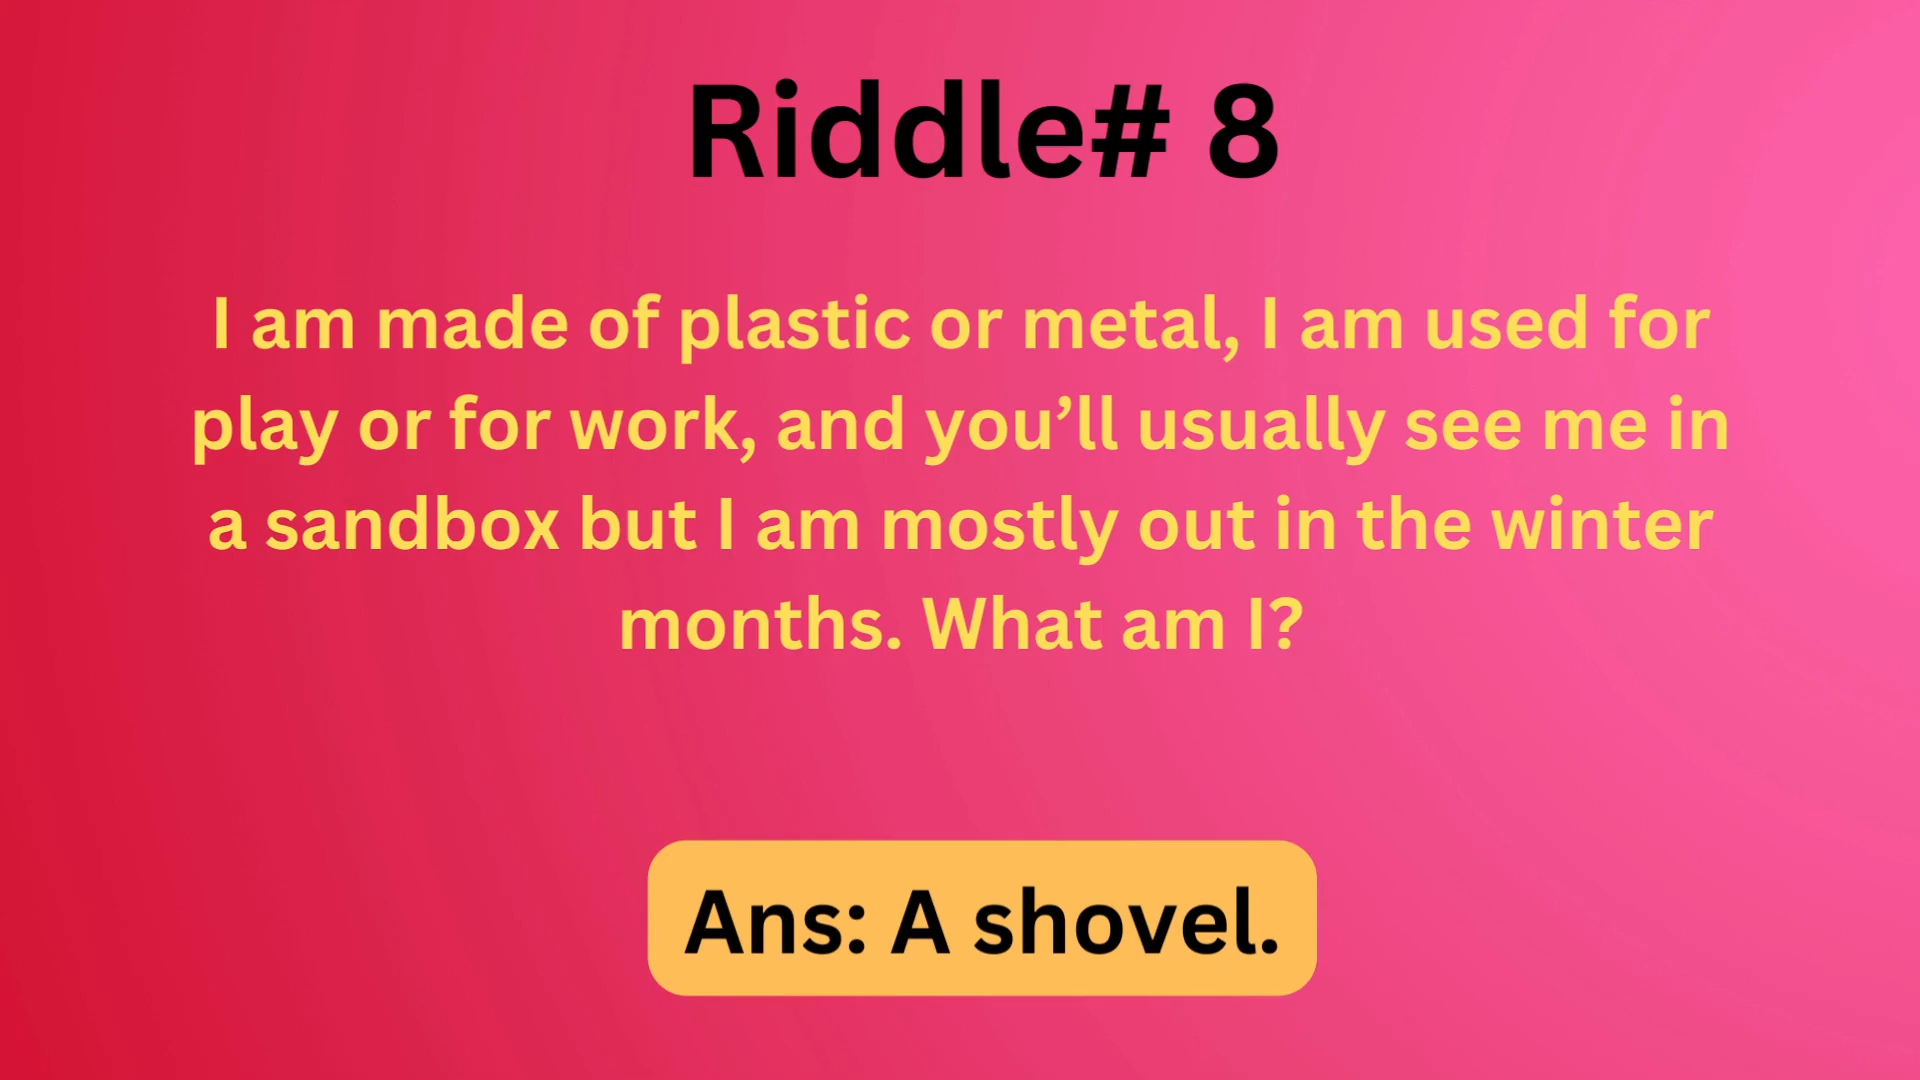 Riddle# 8
I am made of plastic or metal, I am used for
play or for work, and you’ll usually see me in
a sandbox but I am mostly out in the winter
months. What am I?
Ans: A shovel.